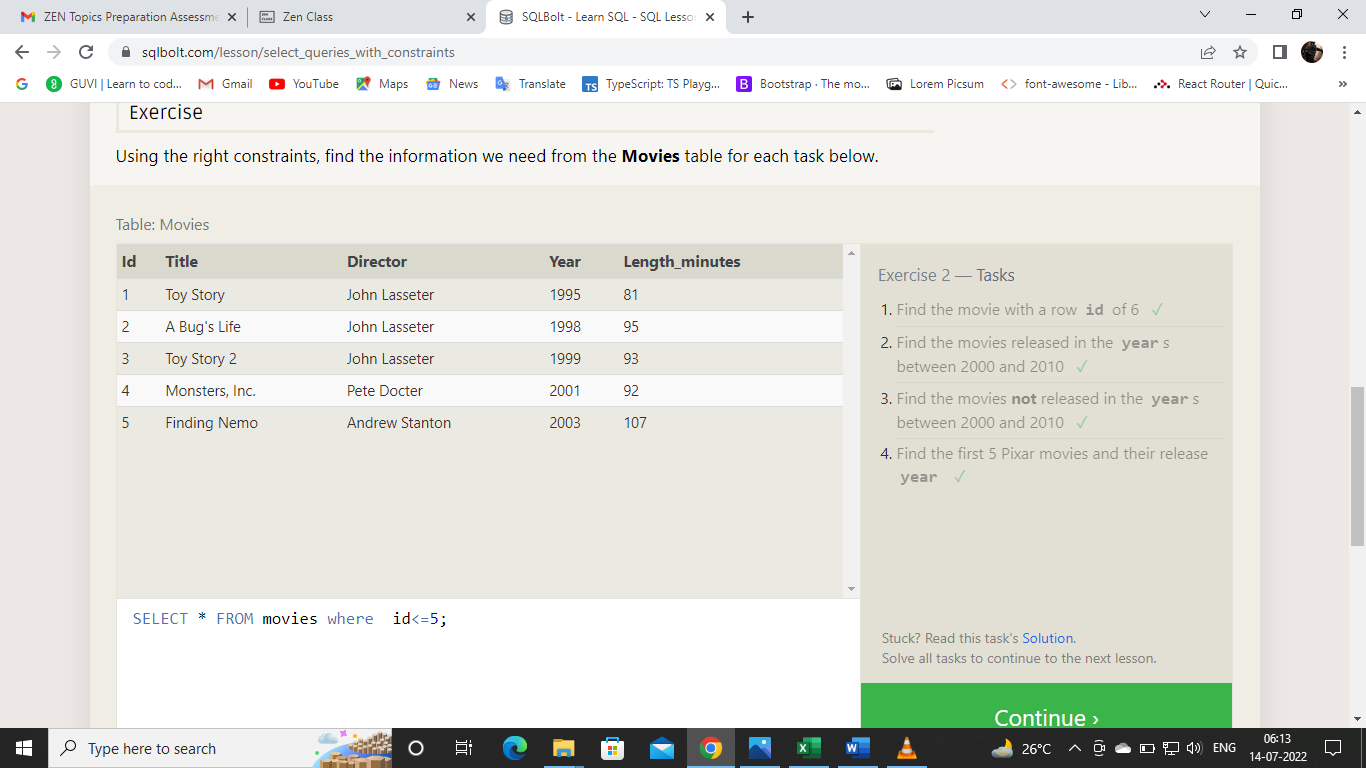 ZEN Topics Preparation Assessme
Zen Class
SQLBolt - Learn SQL - SQL Lesso
sqlbolt.com/lesson/select_queries_with_constraints
GUVI | Learn to cod... Gmail YouTube Maps News Translate TypeScript: TS Playg... Bootstrap · The mo... Lorem Picsum font-awesome - Lib... React Router | Quic... »
Exercise
Using the right constraints, find the information we need from the Movies table for each task below.
Table: Movies
Id Title Director Year Length_minutes
1 Toy Story John Lasseter 1995 81
2 A Bug's Life John Lasseter 1998 95
3 Toy Story 2 John Lasseter 1999 93
4 Monsters, Inc. Pete Docter 2001 92
5 Finding Nemo Andrew Stanton 2003 107
Exercise 2 — Tasks
1. Find the movie with a row id of 6 ✓
2. Find the movies released in the year s
between 2000 and 2010 ✓
3. Find the movies not released in the year s
between 2000 and 2010 ✓
4. Find the first 5 Pixar movies and their release
year ✓
SELECT * FROM movies where  id<=5;
Stuck? Read this task's Solution.
Solve all tasks to continue to the next lesson.
Continue ›
Type here to search
26°C
ENG
06:13
14-07-2022